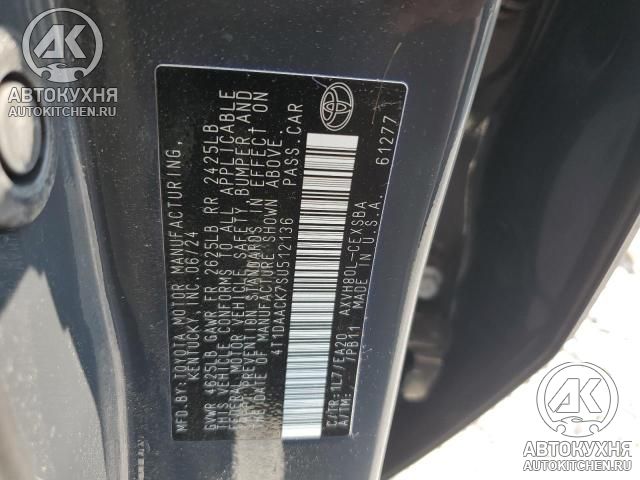 MFD.BY: TOYOTA MOTOR MANUFACTURING,
KENTUCKY, INC. 06/24
GVWR 4625LB GAWR FR 2625LB RR 2425LB
THIS VEHICLE CONFORMS TO ALL APPLICABLE
FEDERAL MOTOR VEHICLE SAFETY, BUMPER AND
THEFT PREVENTION STANDARDS IN EFFECT ON
THE DATE OF MANUFACTURE SHOWN ABOVE.
4T1DAACK7SU512136 PASS.CAR
C/TR: 1L7/EA20 AXVH80L-CEXSBA
A/TM: -/PB11 MADE IN U.S.A.
61277
AK
АВТОКУХНЯ
AUTOKITCHEN.RU
AK
АВТОКУХНЯ
AUTOKITCHEN.RU